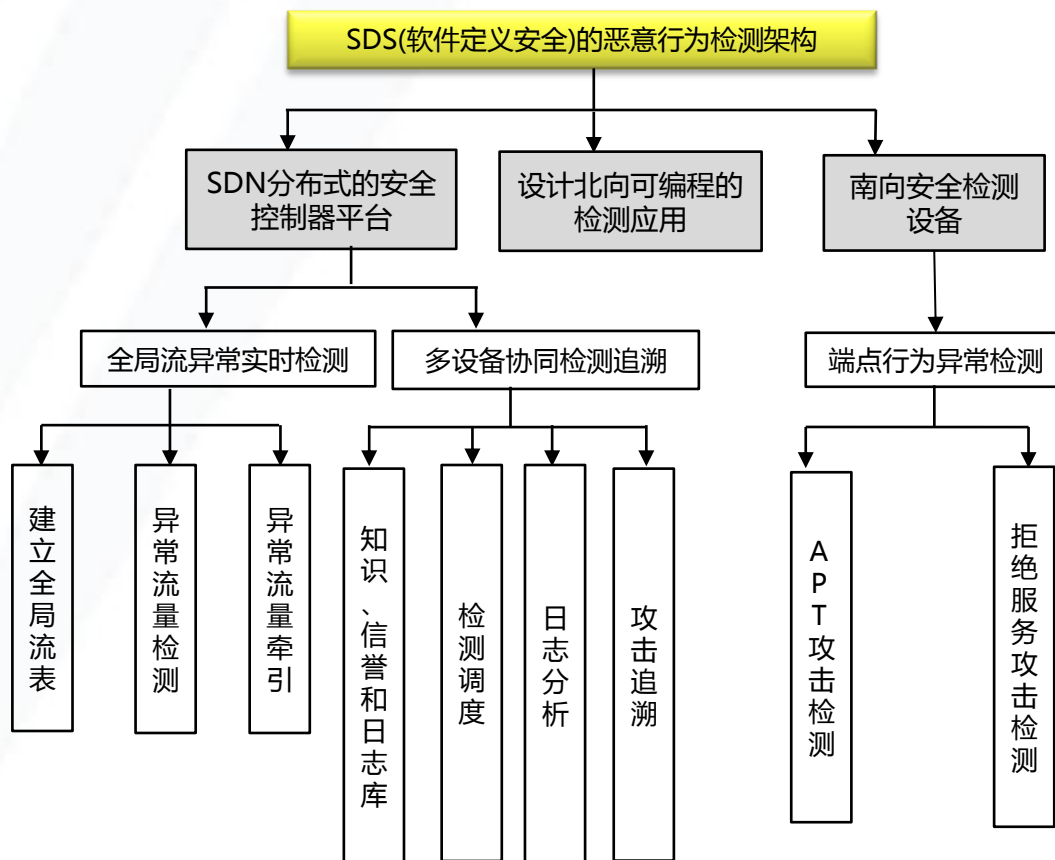 SDS(软件定义安全)的恶意行为检测架构
SDN分布式的安全
控制器平台
设计北向可编程的
检测应用
南向安全检测
设备
全局流异常实时检测
多设备协同检测追溯
端点行为异常检测
建立全局流表
异常流量检测
异常流量牵引
知识、信誉和日志库
检测调度
日志分析
攻击追溯
APT攻击检测
拒绝服务攻击检测